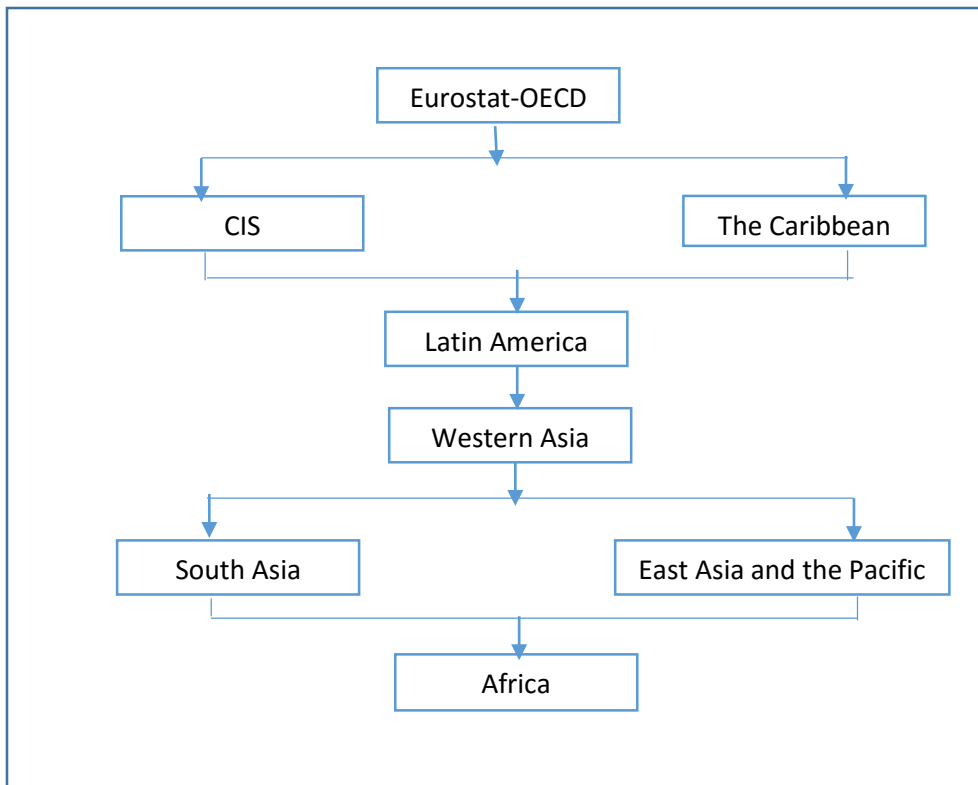 Eurostat-OECD
CIS
The Caribbean
Latin America
Western Asia
South Asia
East Asia and the Pacific
Africa